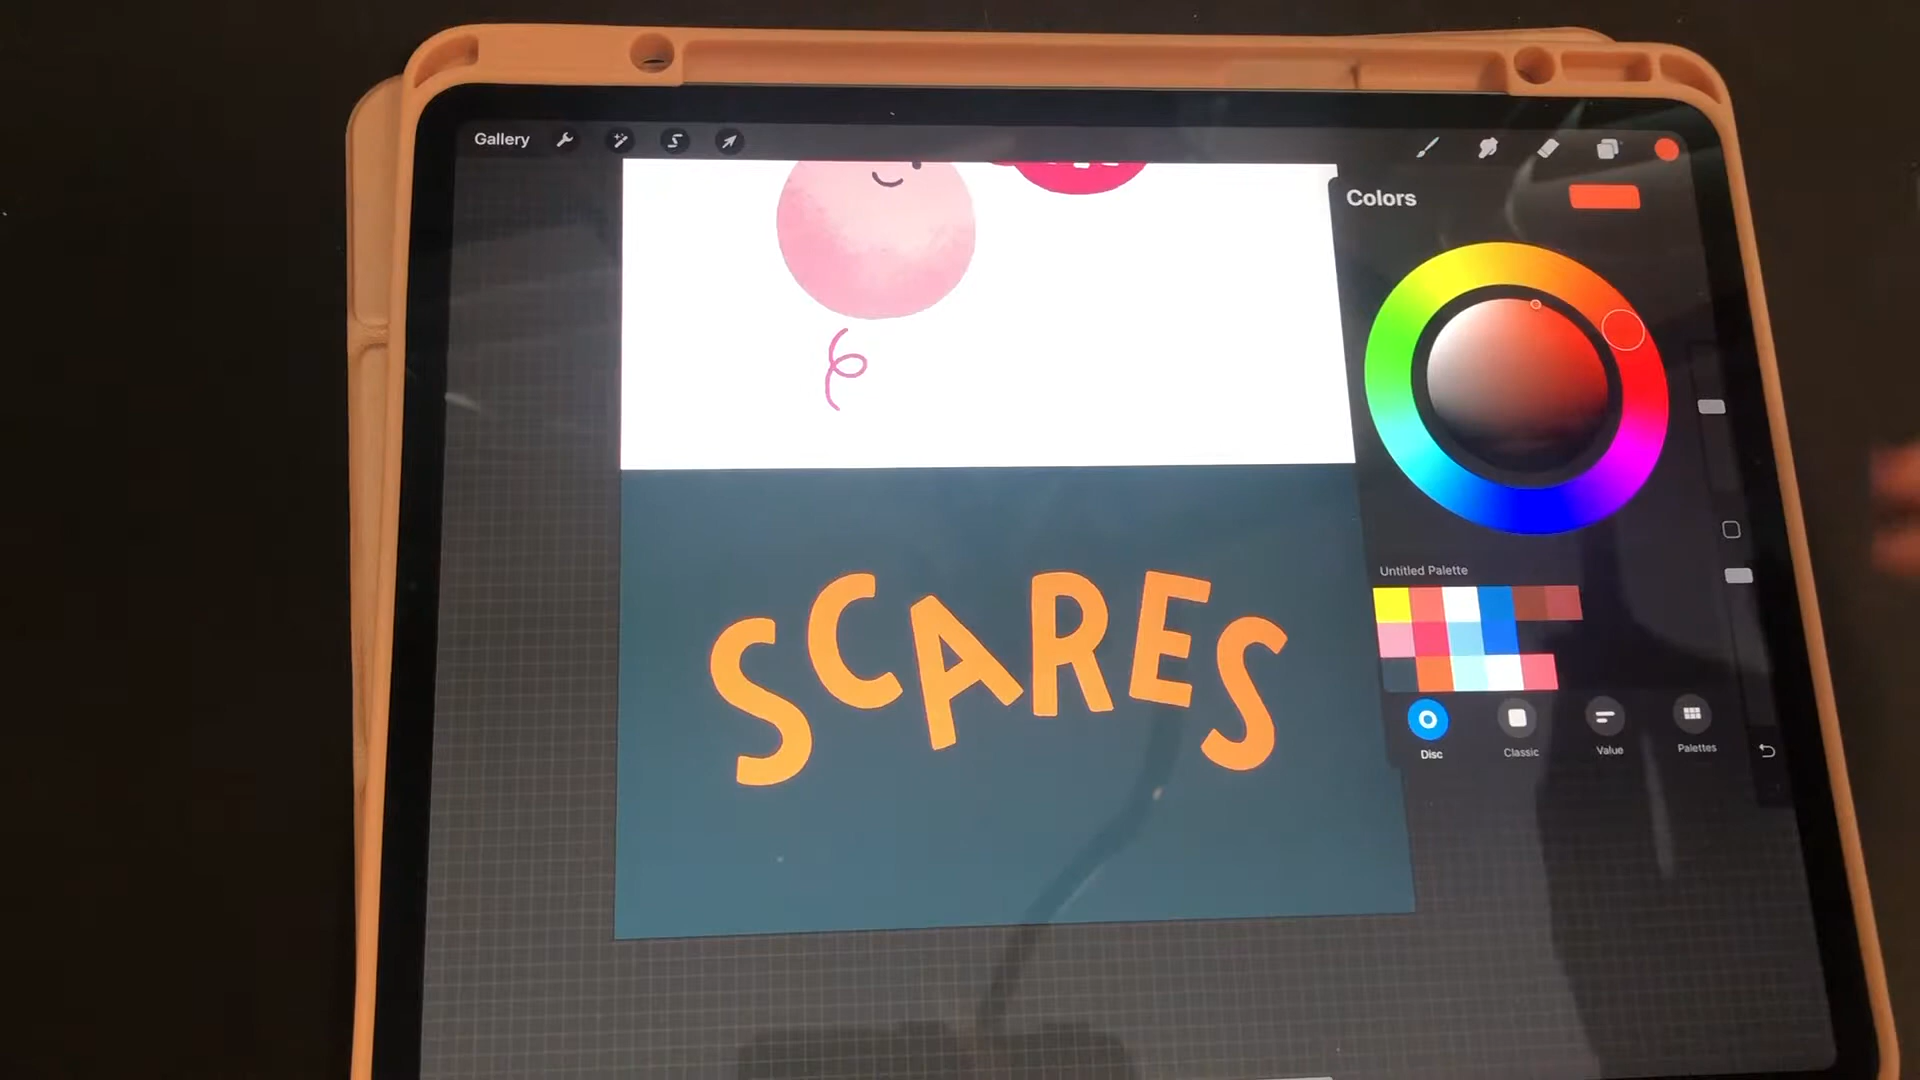 Gallery
Colors
SCARES
Untitled Palette
Disc
Classic
Value
Palettes